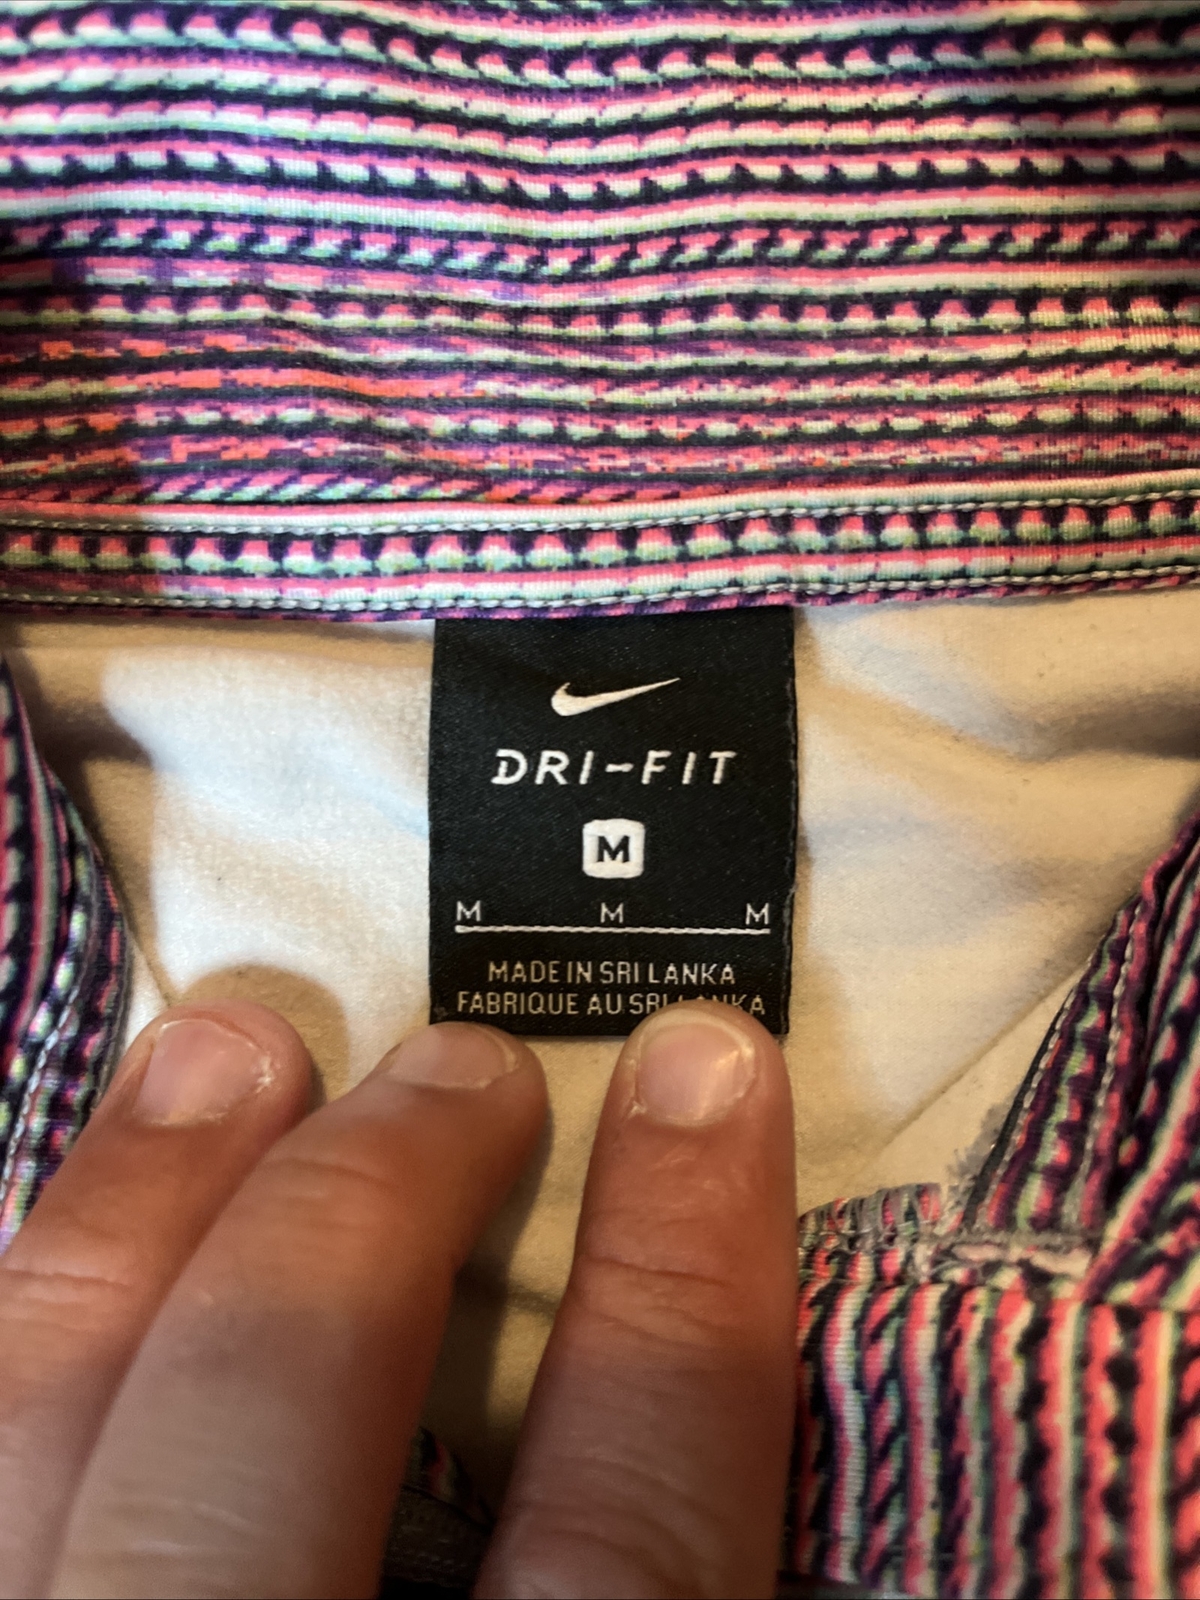 DRI-FIT
M
M M M
MADE IN SRI LANKA
FABRIQUE AU SRI LANKA